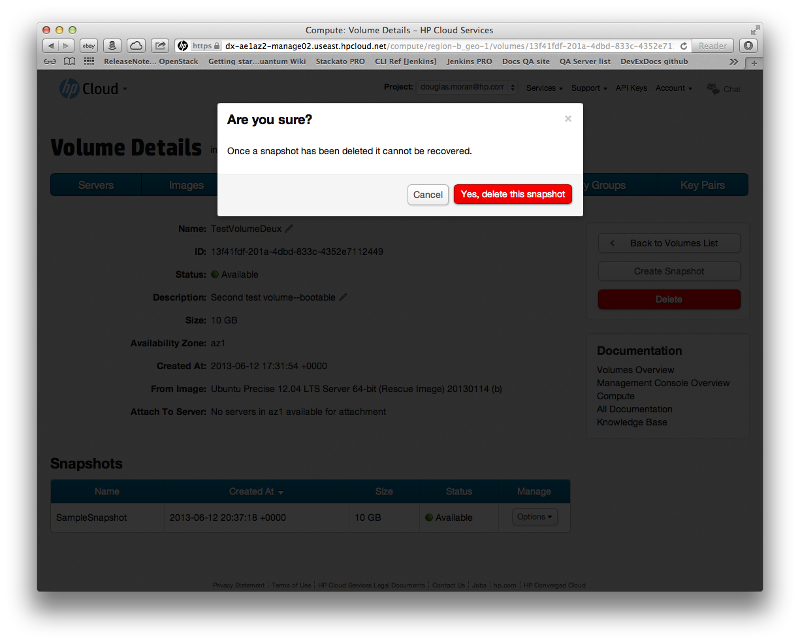 Compute: Volume Details – HP Cloud Services
ebay
hp https dx-ae1az2-manage02.useast.hpcloud.net/compute/region-b_geo-1/volumes/13f41fdf-201a-4dbd-833c-4352e71 Reader
ReleaseNote... OpenStack Getting star...uantum Wiki Stackato PRO CLI Ref [Jenkins] Jenkins PRO Docs QA site QA Server list DevExDocs github
hp Cloud Project: douglas.moran@hp.com Services Support API Keys Account Chat
Are you sure? ×
Once a snapshot has been deleted it cannot be recovered.
Cancel Yes, delete this snapshot
Volume Details in
Servers Images y Groups Key Pairs
Name: TestVolumeDeux
ID: 13f41fdf-201a-4dbd-833c-4352e7112449
Status: Available
Description: Second test volume--bootable
Size: 10 GB
Availability Zone: az1
Created At: 2013-06-12 17:31:54 +0000
From Image: Ubuntu Precise 12.04 LTS Server 64-bit (Rescue Image) 20130114 (b)
Attach To Server: No servers in az1 available for attachment
Back to Volumes List
Create Snapshot
Delete
Documentation
Volumes Overview
Management Console Overview
Compute
All Documentation
Knowledge Base
Snapshots
Name Created At Size Status Manage
SampleSnapshot 2013-06-12 20:37:18 +0000 10 GB Available Options
Privacy Statement | Terms of Use | HP Cloud Services Legal Documents | Contact Us | Jobs | hp.com | HP Converged Cloud